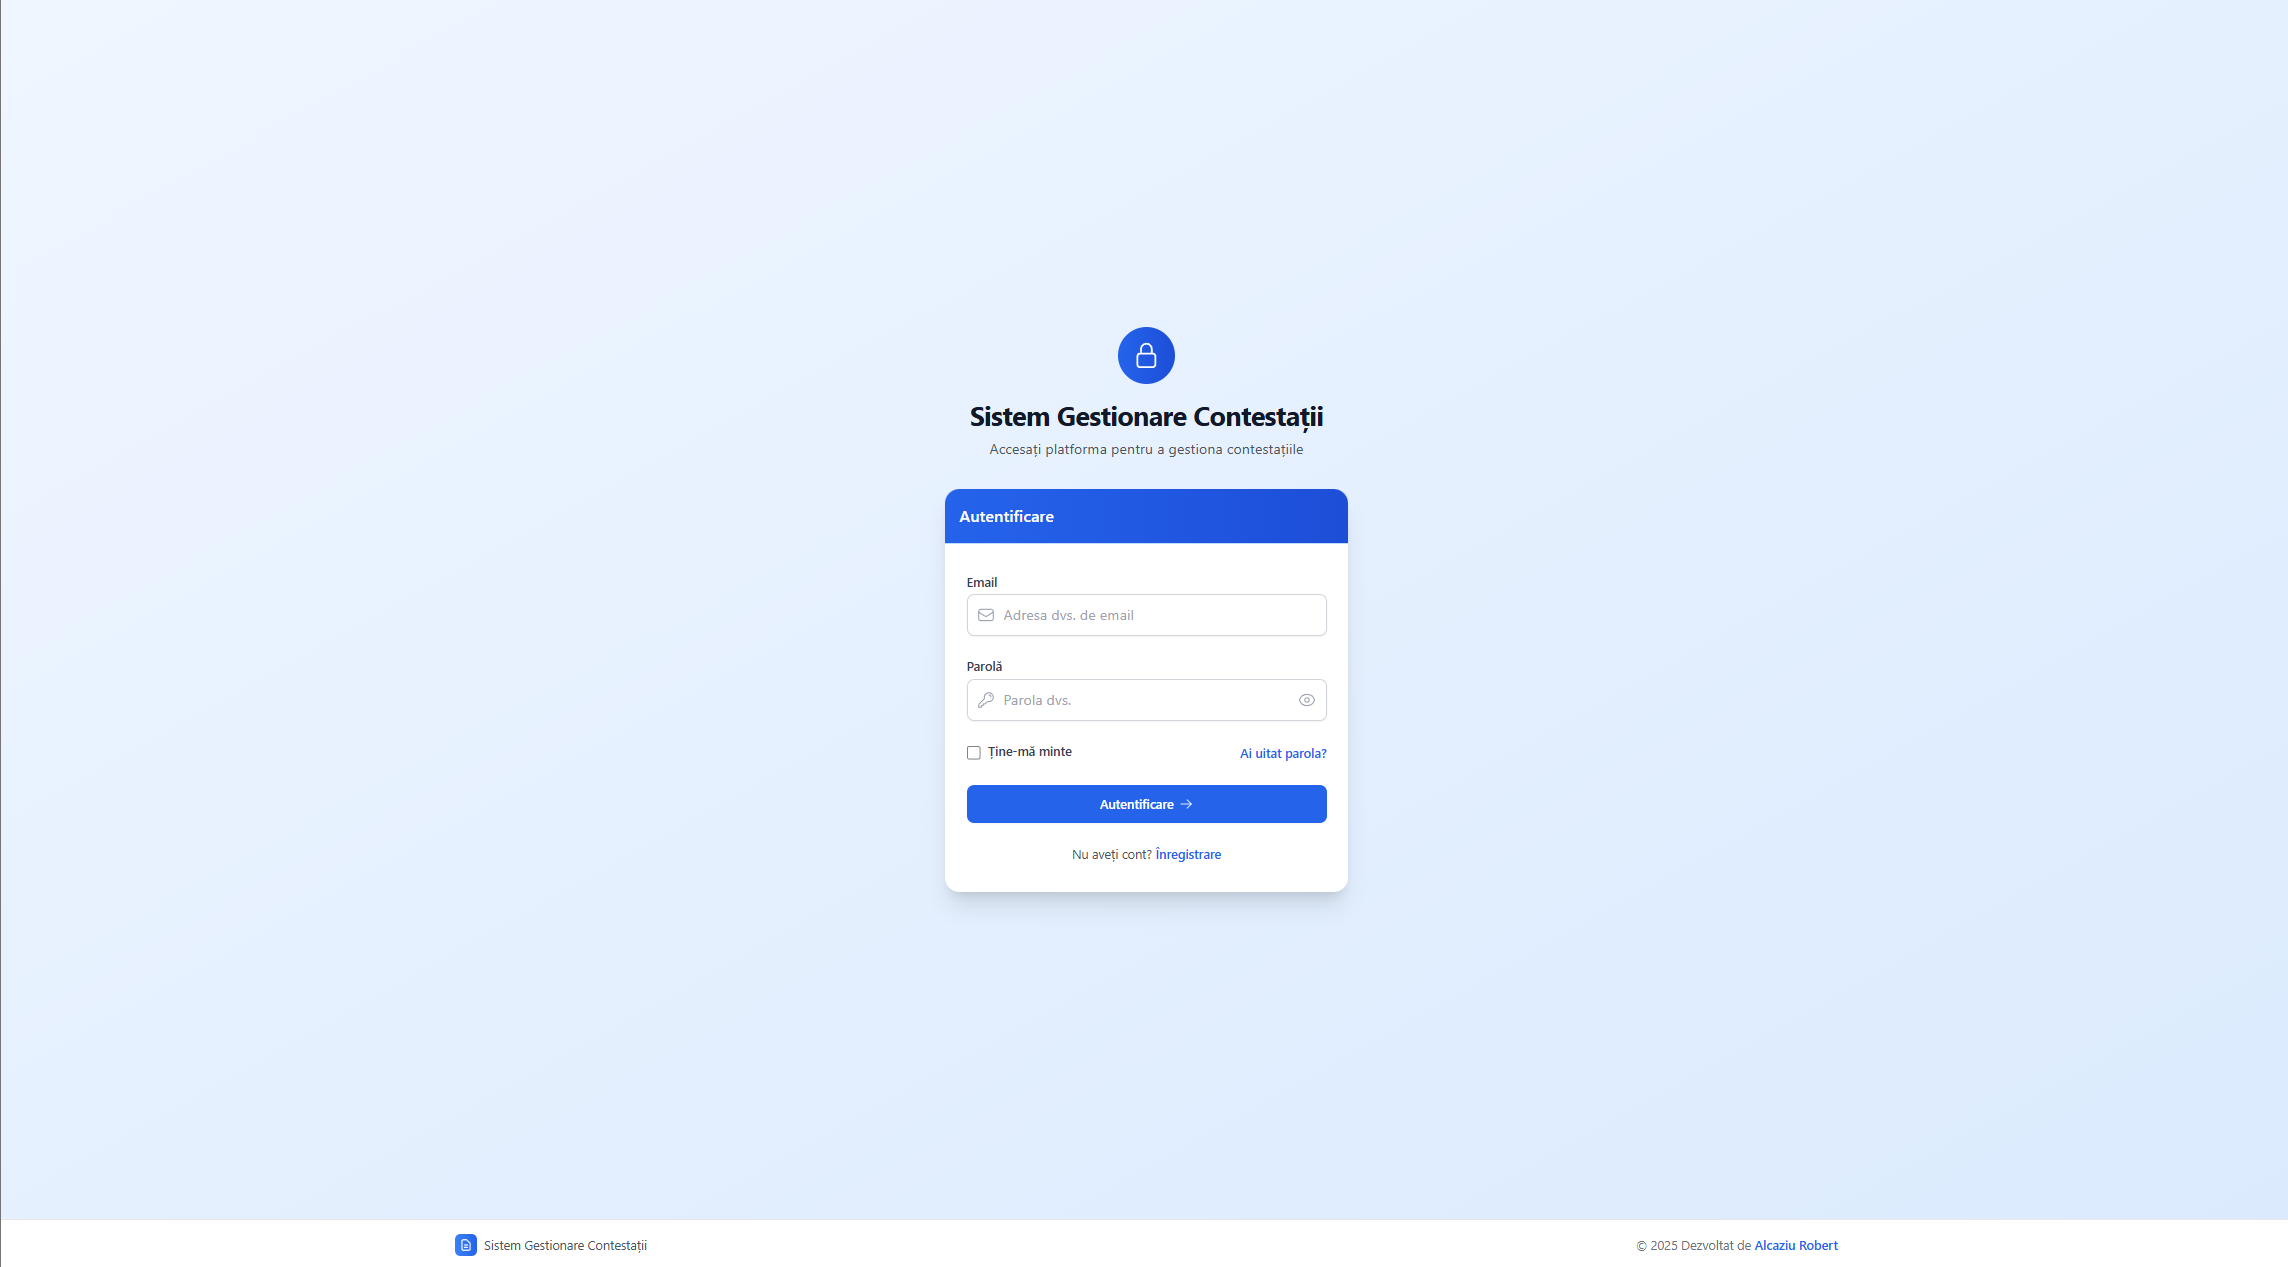 Sistem Gestionare Contestații
Accesați platforma pentru a gestiona contestațiile
Autentificare
Email
Adresa dvs. de email
Parolă
Parola dvs.
Ține-mă minte
Ai uitat parola?
Autentificare →
Nu aveți cont? Înregistrare
Sistem Gestionare Contestații
© 2025 Dezvoltat de Alcaziu Robert